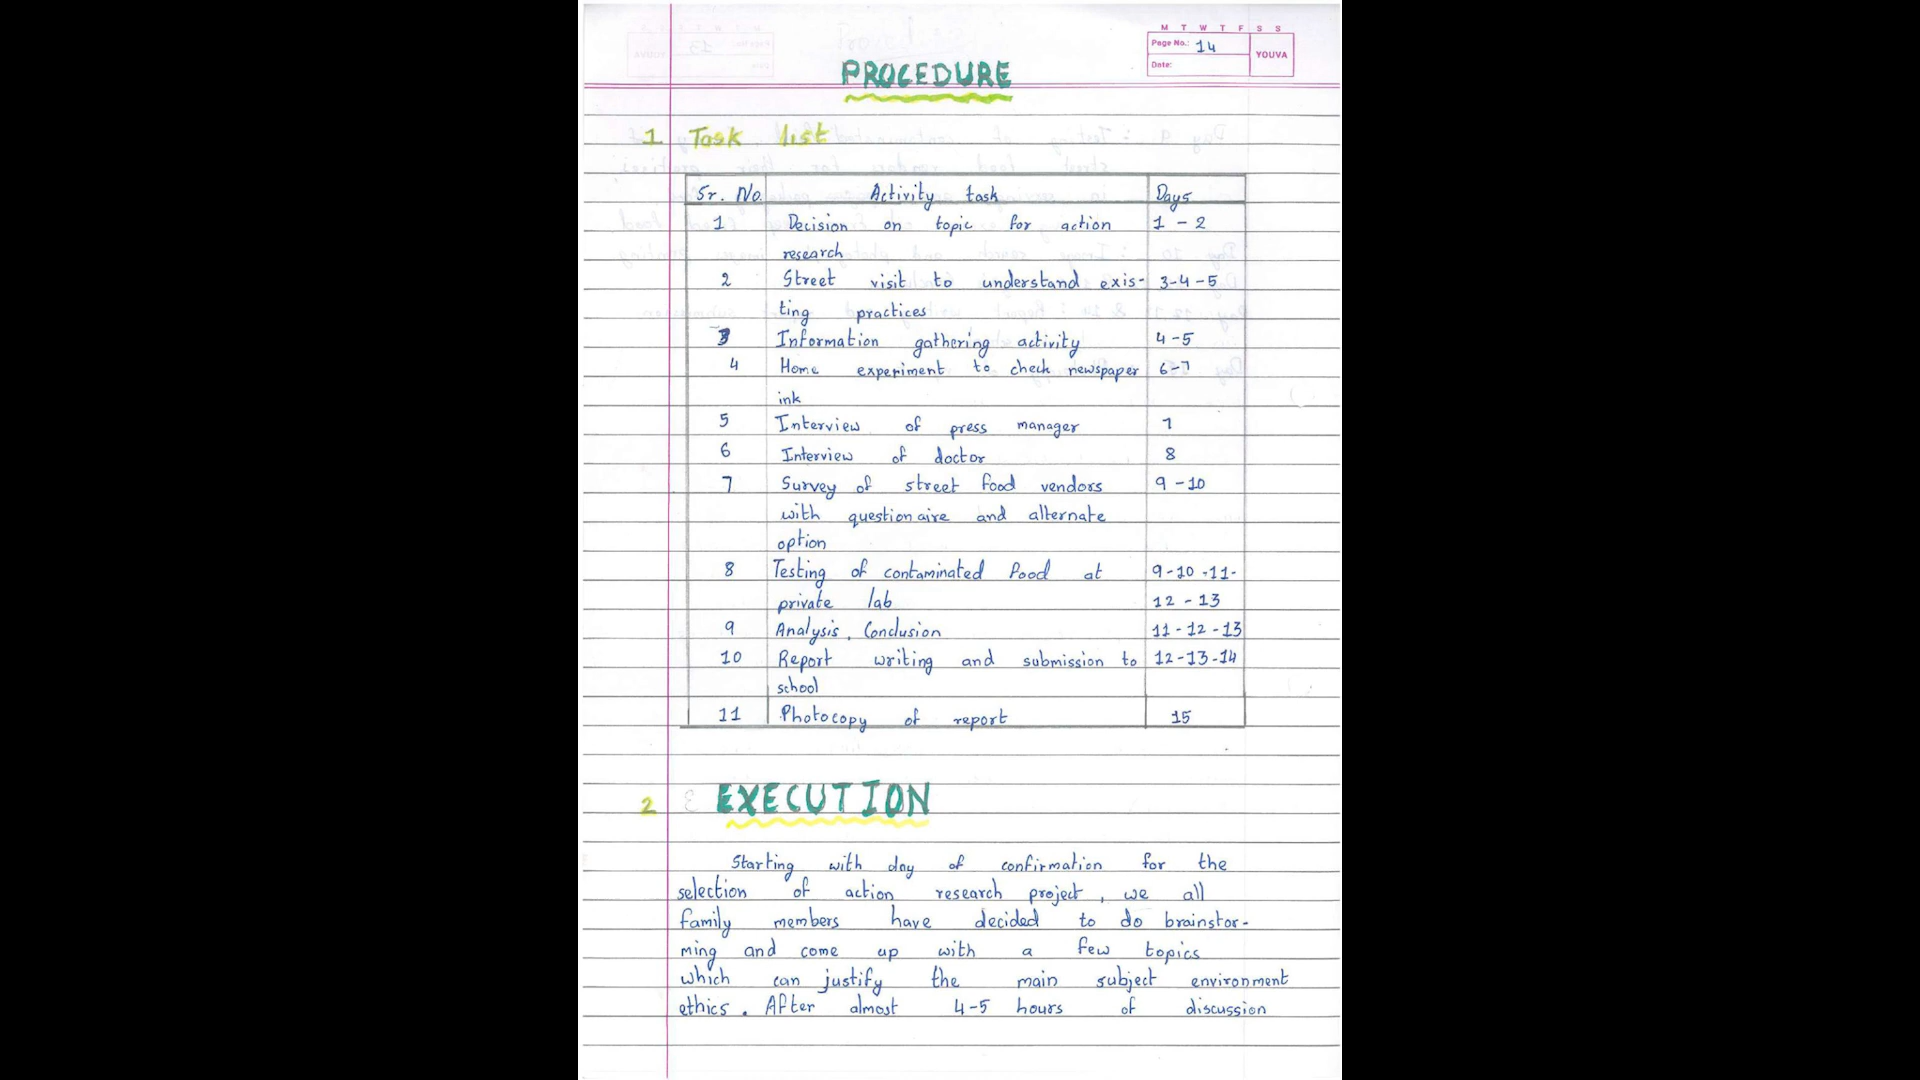 M T W T F S S
Page No.: 14
YOUVA
Date:
PROCEDURE
1 Task list
Sr. No. Activity task Days
1 Decision on topic for action 1 - 2
research
2 Street visit to understand exis- 3-4-5
ting practices
3 Information gathering activity 4-5
4 Home experiment to check newspaper 6-7
ink
5 Interview of press manager 7
6 Interview of doctor 8
7 Survey of street food vendors 9-10
with questionaire and alternate
option
8 Testing of contaminated food at 9-10-11-
private lab 12-13
9 Analysis, Conclusion 11-12-13
10 Report writing and submission to 12-13-14
school
11 Photocopy of report 15
2 EXECUTION
Starting with day of confirmation for the
selection of action research project, we all
family members have decided to do brainstor-
ming and come up with a few topics
which can justify the main subject environment
ethics. After almost 4-5 hours of discussion